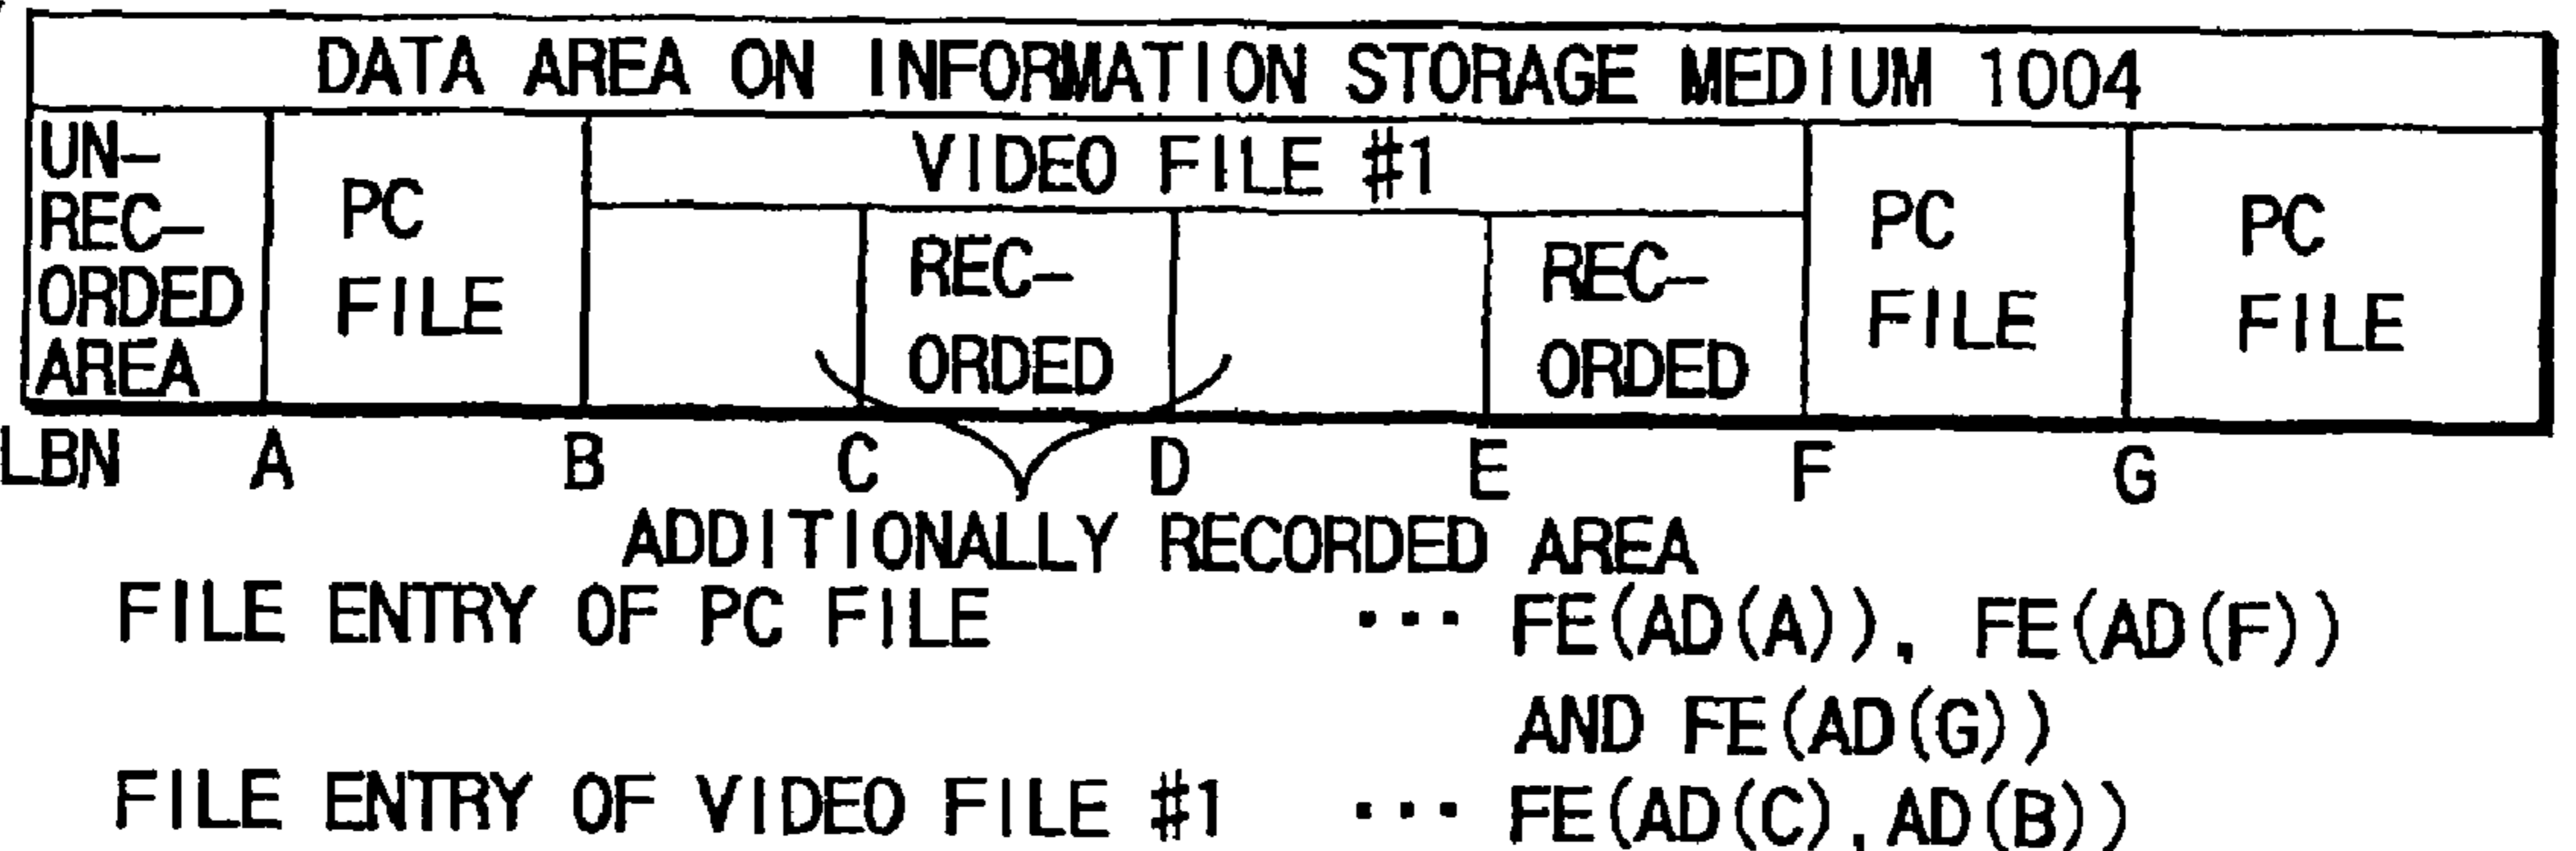 DATA AREA ON INFORMATION STORAGE MEDIUM 1004
UN-
REC-
ORDED
AREA
PC
FILE
VIDEO FILE #1
REC-
ORDED
REC-
ORDED
PC
FILE
PC
FILE
LBN A B C D E F G
ADDITIONALLY RECORDED AREA
FILE ENTRY OF PC FILE ··· FE(AD(A)), FE(AD(F))
AND FE(AD(G))
FILE ENTRY OF VIDEO FILE #1 ··· FE(AD(C),AD(B))